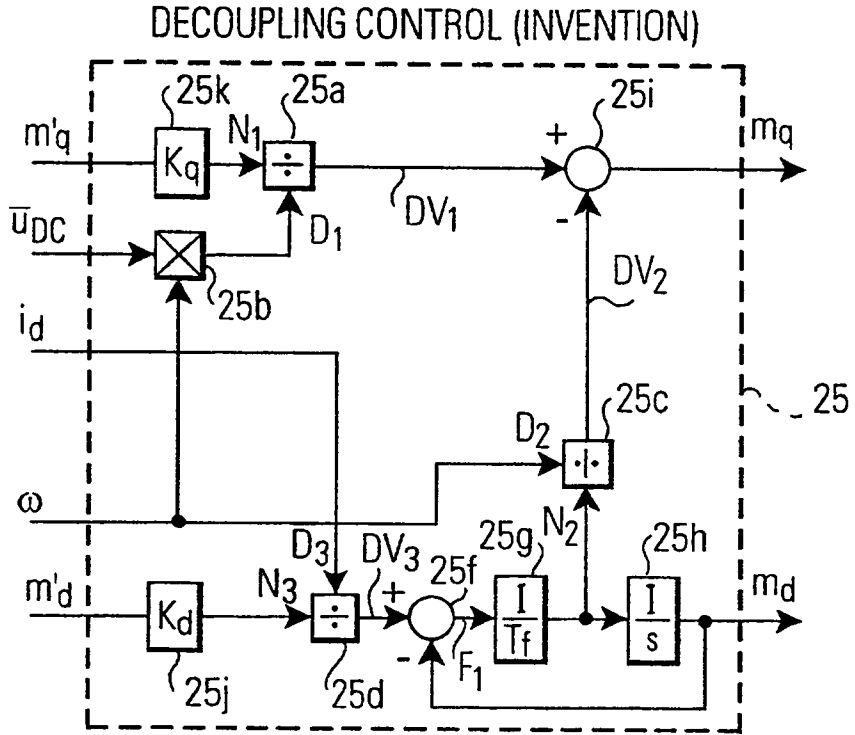 DECOUPLING CONTROL (INVENTION)
25k
25a
25i
m'q
Kq
N1
÷
+
mq
DV1
-
u̅DC
D1
25b
DV2
id
25c
25
D2
÷
ω
N2
D3
DV3
25f
25g
25h
m'd
Kd
N3
÷
+
I
Tf
I
s
md
-
F1
25j
25d